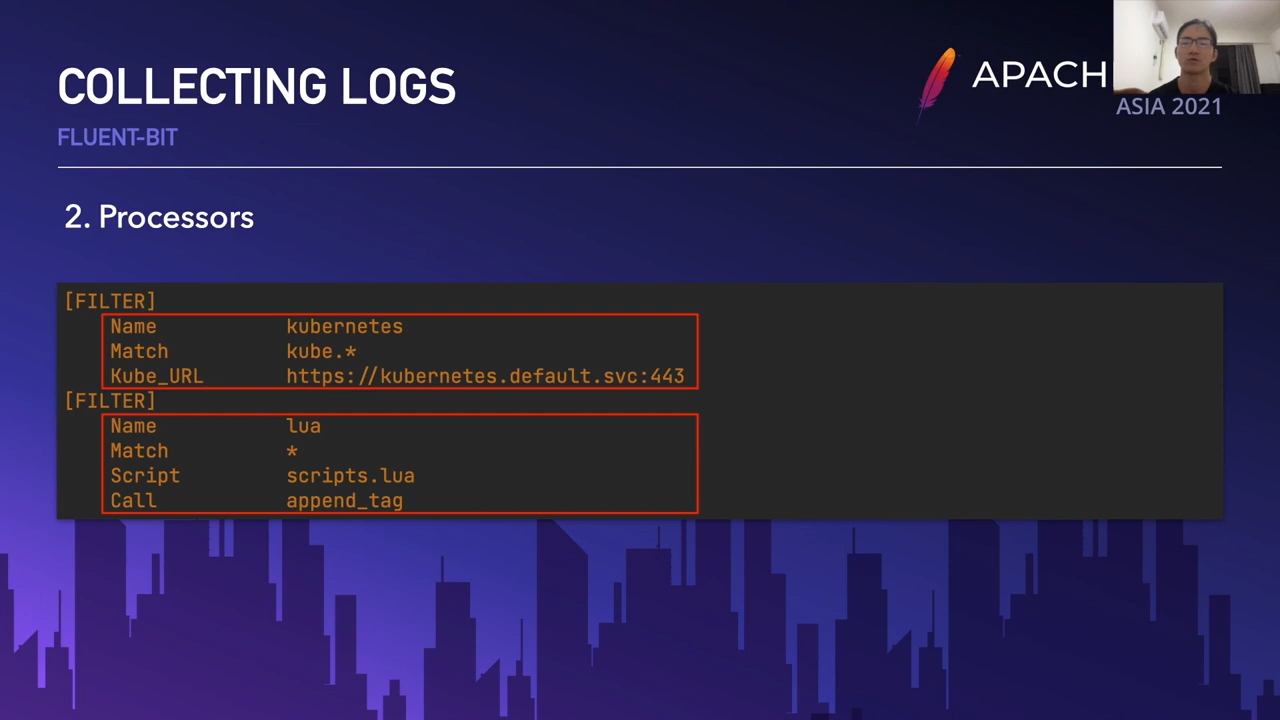 COLLECTING LOGS
FLUENT-BIT
APACH
ASIA 2021
2. Processors
[FILTER]
Name kubernetes
Match kube.*
Kube_URL https://kubernetes.default.svc:443
[FILTER]
Name lua
Match *
Script scripts.lua
Call append_tag